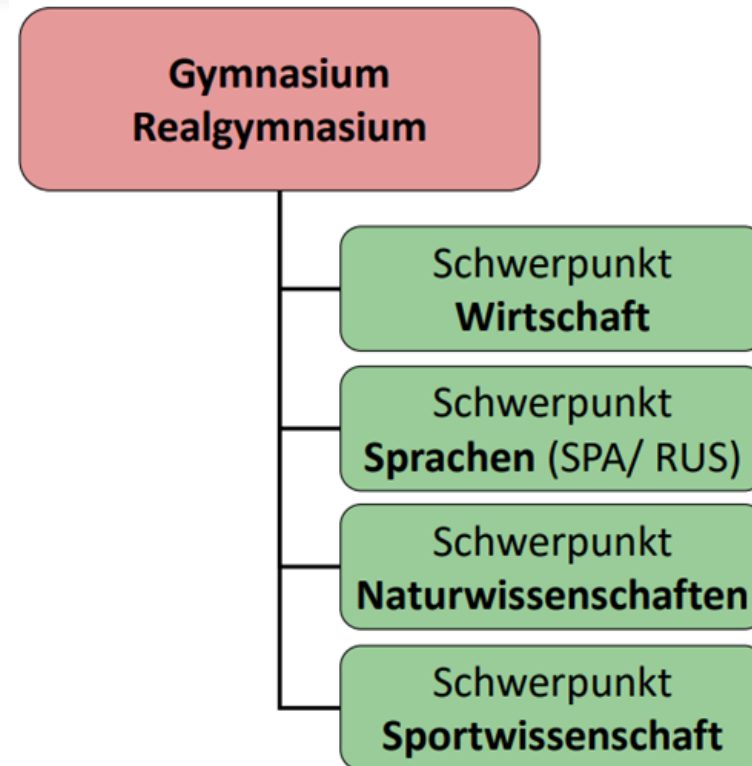 Gymnasium
Realgymnasium
Schwerpunkt
Wirtschaft
Schwerpunkt
Sprachen (SPA/ RUS)
Schwerpunkt
Naturwissenschaften
Schwerpunkt
Sportwissenschaft